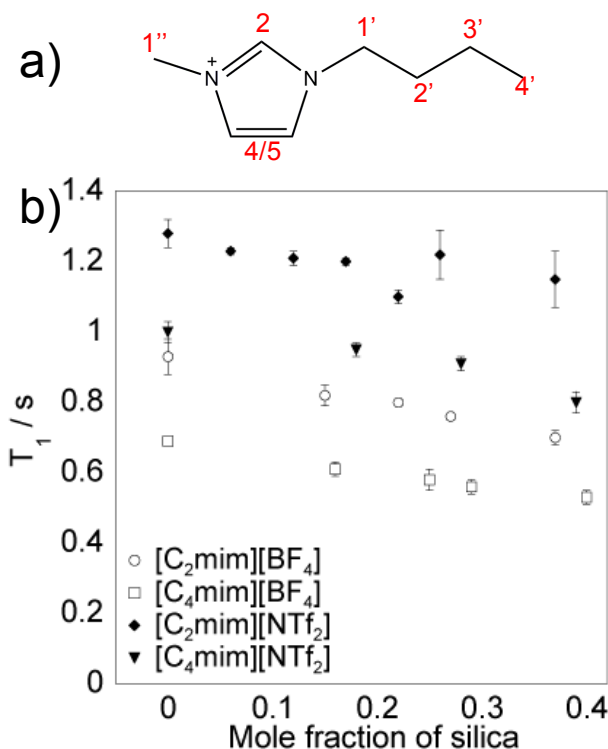 a)
1’’
2
1’
3’
N
+
N
2’
4’
4/5
b)
1.4
1.2
1
0.8
0.6
0.4
0.2
0
T1 / s
[C2mim][BF4]
[C4mim][BF4]
[C2mim][NTf2]
[C4mim][NTf2]
0 0.1 0.2 0.3 0.4
Mole fraction of silica